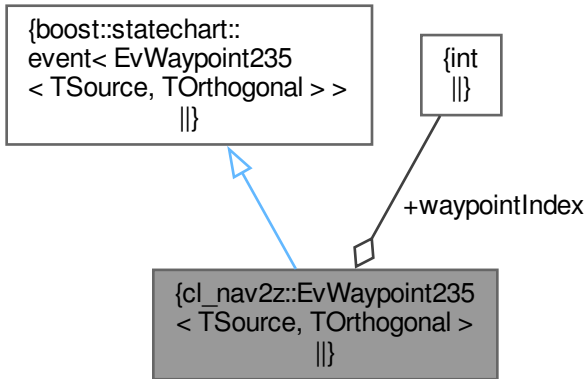 {boost::statechart::
event< EvWaypoint235
< TSource, TOrthogonal > >
||}
{int
||}
+waypointIndex
{cl_nav2z::EvWaypoint235
< TSource, TOrthogonal >
||}